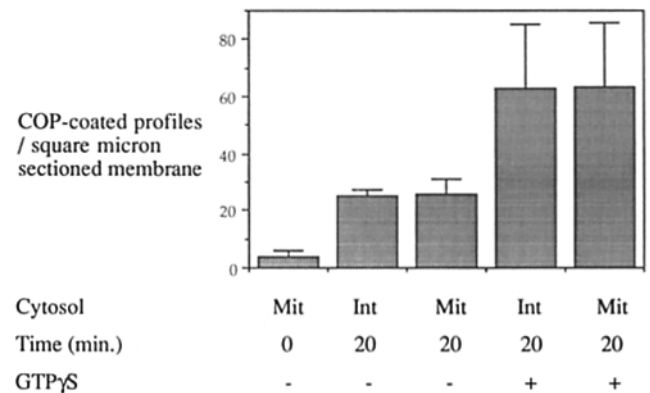 80
60
40
20
0
COP-coated profiles
/ square micron
sectioned membrane
Cytosol Mit Int Mit Int Mit
Time (min.) 0 20 20 20 20
GTPγS - - - + +